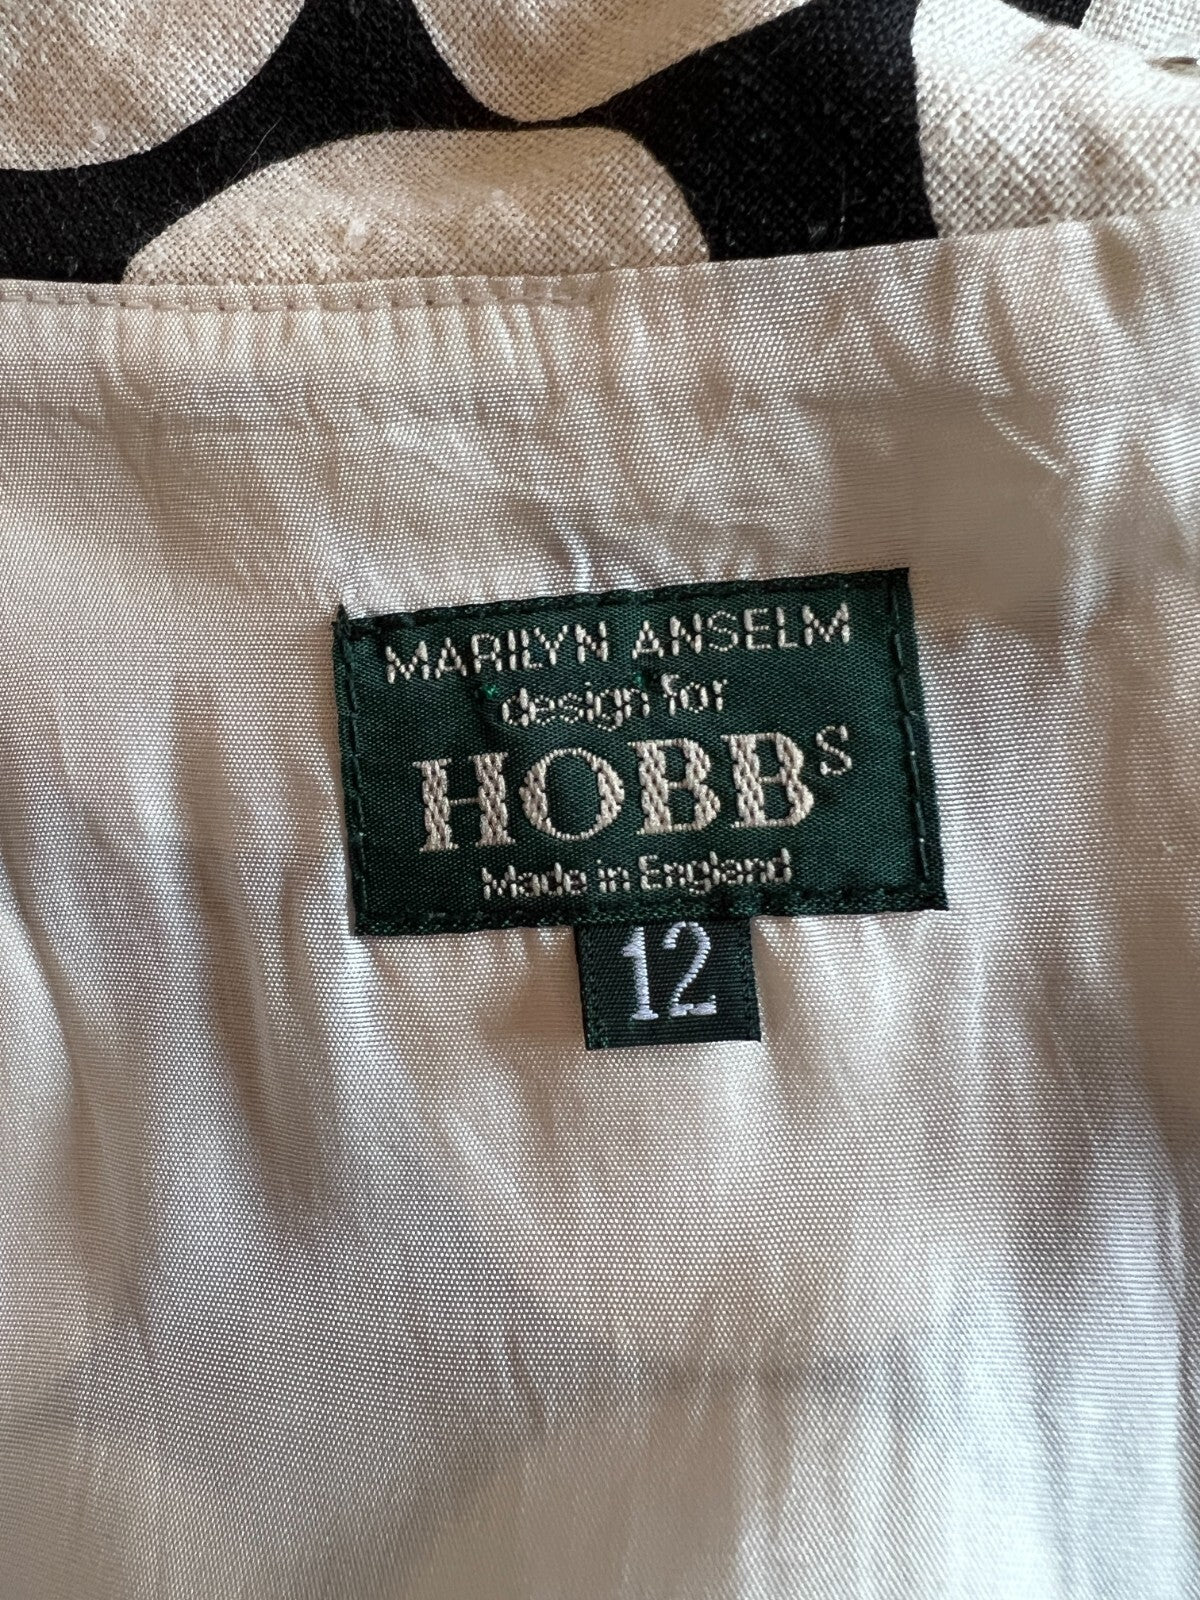 MARILYN ANSELM
design for
HOBBS
Made in England
12